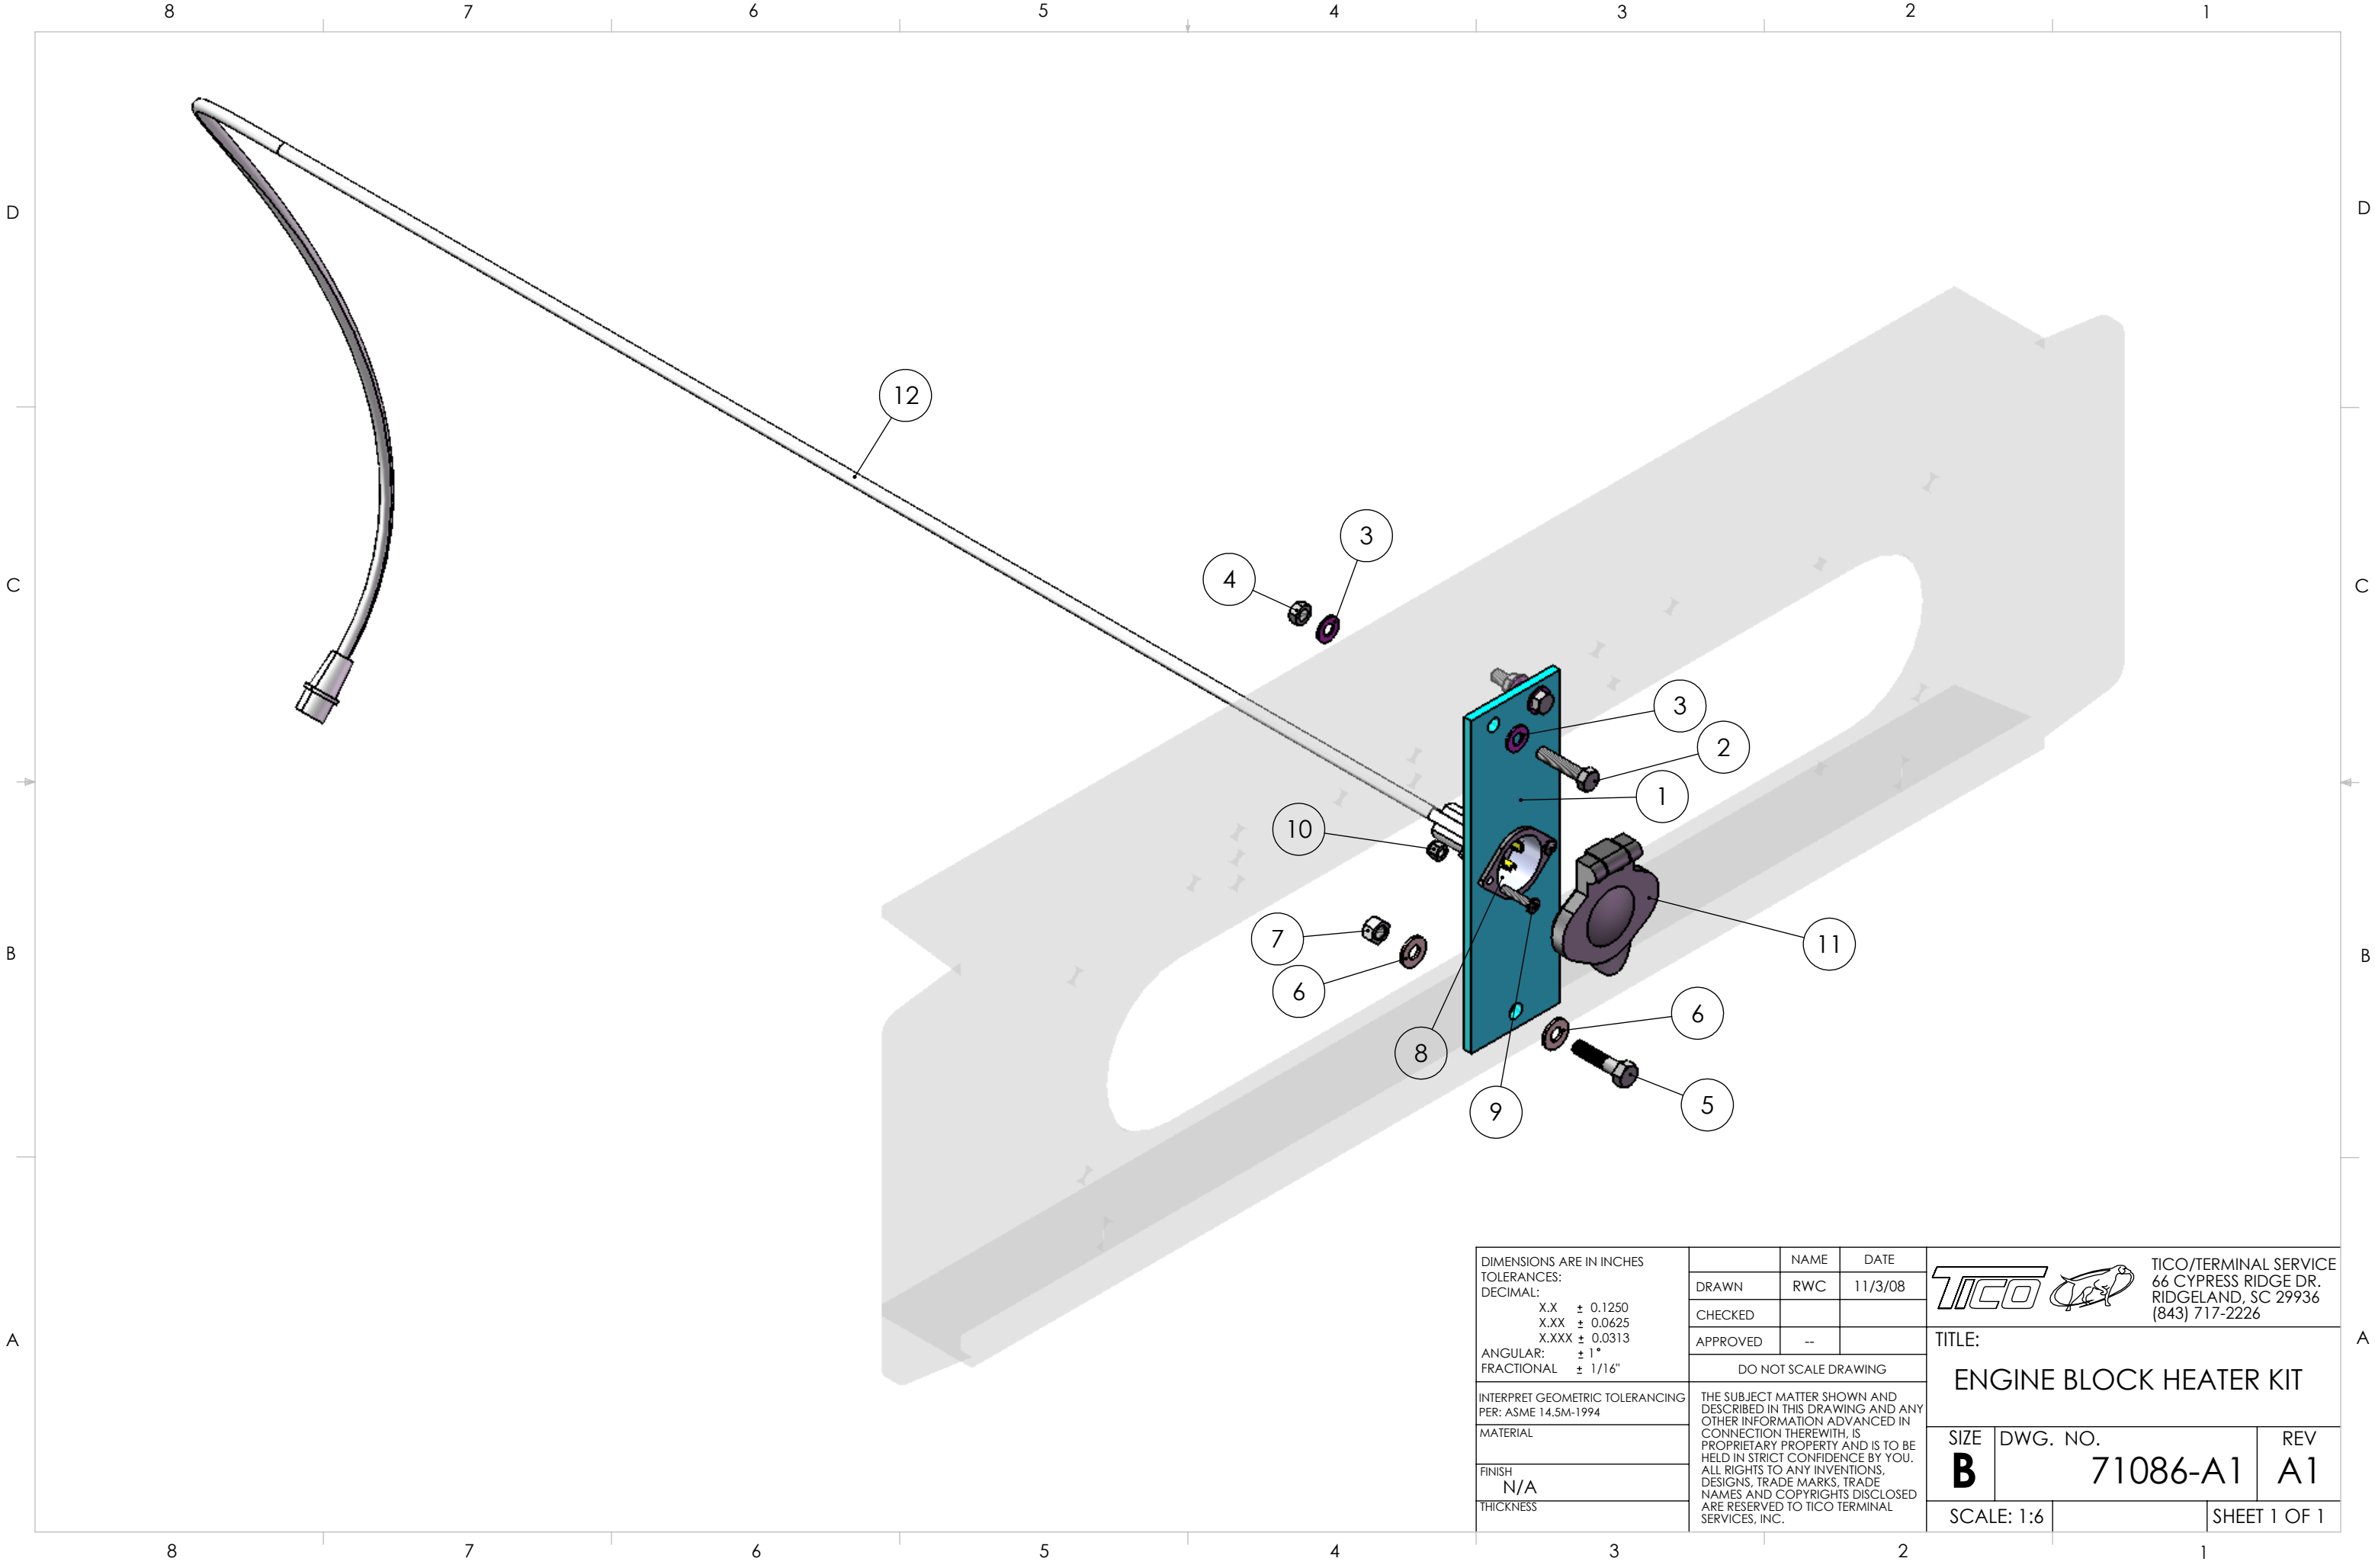 8 7 6 5 4 3 2 1
D D
12
3
4
C C
3
2
1
10
7
11
B B
6
6
8
5
9
DIMENSIONS ARE IN INCHES
TOLERANCES:
DECIMAL:
X.X ± 0.1250
X.XX ± 0.0625
X.XXX ± 0.0313
ANGULAR: ± 1°
FRACTIONAL ± 1/16"
INTERPRET GEOMETRIC TOLERANCING
PER: ASME 14.5M-1994
MATERIAL
FINISH
N/A
THICKNESS
NAME DATE
DRAWN RWC 11/3/08
CHECKED
APPROVED --
DO NOT SCALE DRAWING
THE SUBJECT MATTER SHOWN AND
DESCRIBED IN THIS DRAWING AND ANY
OTHER INFORMATION ADVANCED IN
CONNECTION THEREWITH, IS
PROPRIETARY PROPERTY AND IS TO BE
HELD IN STRICT CONFIDENCE BY YOU.
ALL RIGHTS TO ANY INVENTIONS,
DESIGNS, TRADE MARKS, TRADE
NAMES AND COPYRIGHTS DISCLOSED
ARE RESERVED TO TICO TERMINAL
SERVICES, INC.
TICO
TICO/TERMINAL SERVICE
66 CYPRESS RIDGE DR.
RIDGELAND, SC 29936
(843) 717-2226
TITLE:
ENGINE BLOCK HEATER KIT
SIZE DWG. NO. REV
B 71086-A1 A1
SCALE: 1:6 SHEET 1 OF 1
A A
8 7 6 5 4 3 2 1